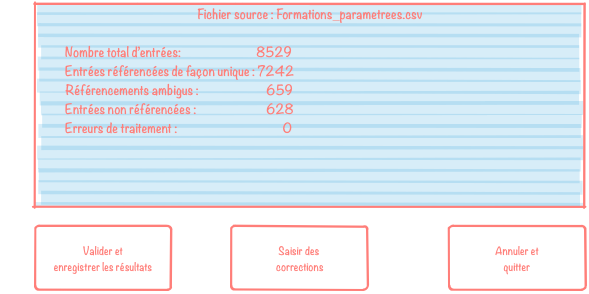 Fichier source : Formations_parametrees.csv
Nombre total d'entrées: 8529
Entrées référencées de façon unique : 7242
Référencements ambigus : 659
Entrées non référencées : 628
Erreurs de traitement : 0
Valider et
enregistrer les résultats
Saisir des
corrections
Annuler et
quitter